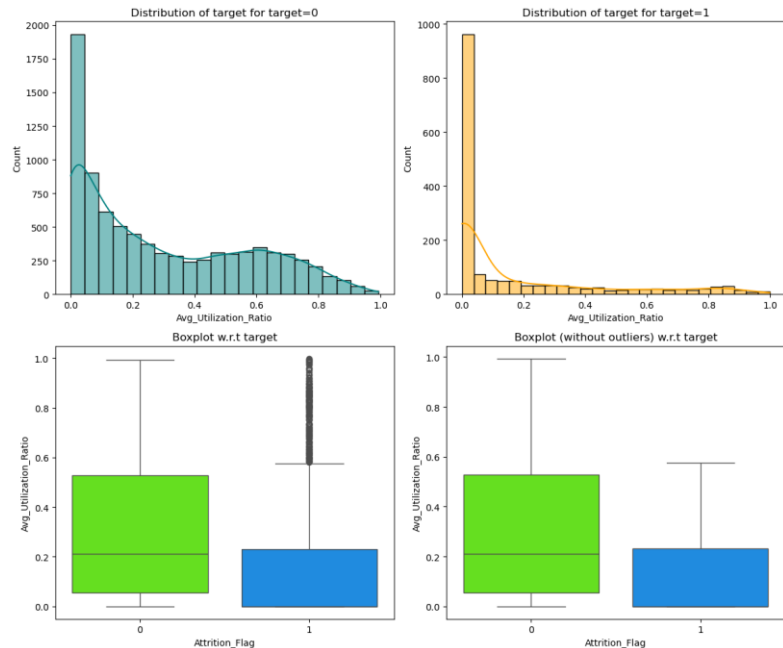 Distribution of target for target=0
2000
1750
1500
1250
1000
750
500
250
0
Count
0.0 0.2 0.4 0.6 0.8 1.0
Avg_Utilization_Ratio
Distribution of target for target=1
1000
800
600
400
200
0
Count
0.0 0.2 0.4 0.6 0.8 1.0
Avg_Utilization_Ratio
Boxplot w.r.t target
1.0
0.8
0.6
0.4
0.2
0.0
Avg_Utilization_Ratio
0 1
Attrition_Flag
Boxplot (without outliers) w.r.t target
1.0
0.8
0.6
0.4
0.2
0.0
Avg_Utilization_Ratio
0 1
Attrition_Flag